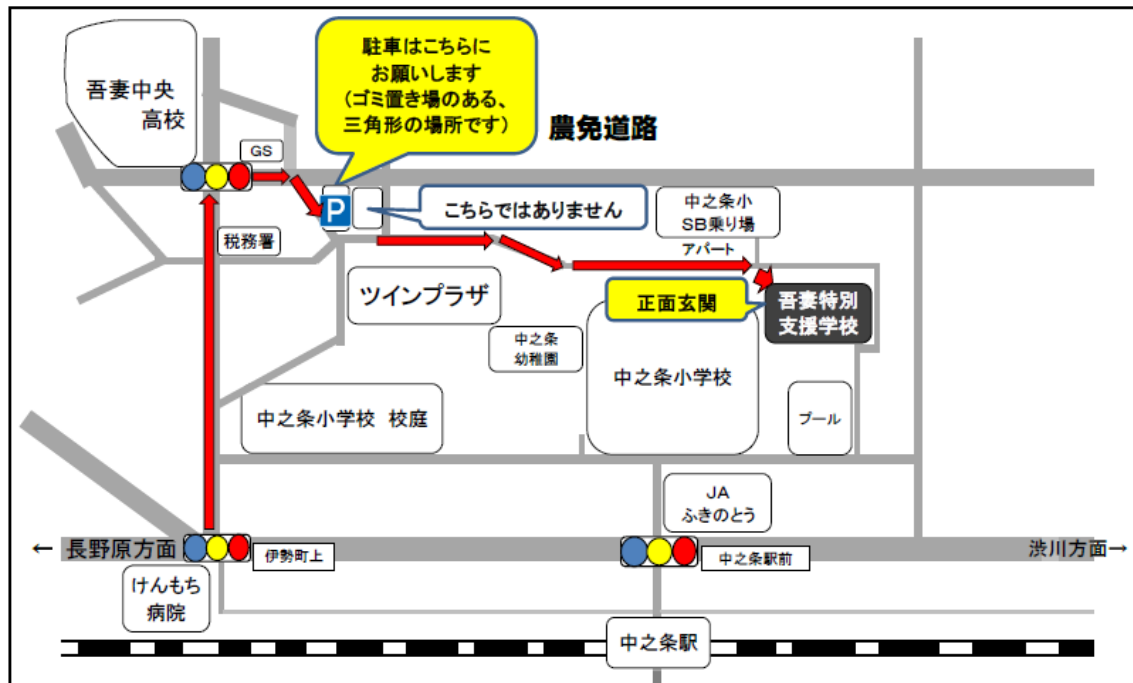 駐車はこちらに
お願いします
（ゴミ置き場のある、
三角形の場所です）
吾妻中央
高校
農免道路
GS
P
こちらではありません
中之条小
SB乗り場
アパート
税務署
ツインプラザ
正面玄関
吾妻特別
支援学校
中之条
幼稚園
中之条小学校
中之条小学校 校庭
プール
JA
ふきのとう
← 長野原方面
伊勢町上
中之条駅前
渋川方面→
けんもち
病院
中之条駅